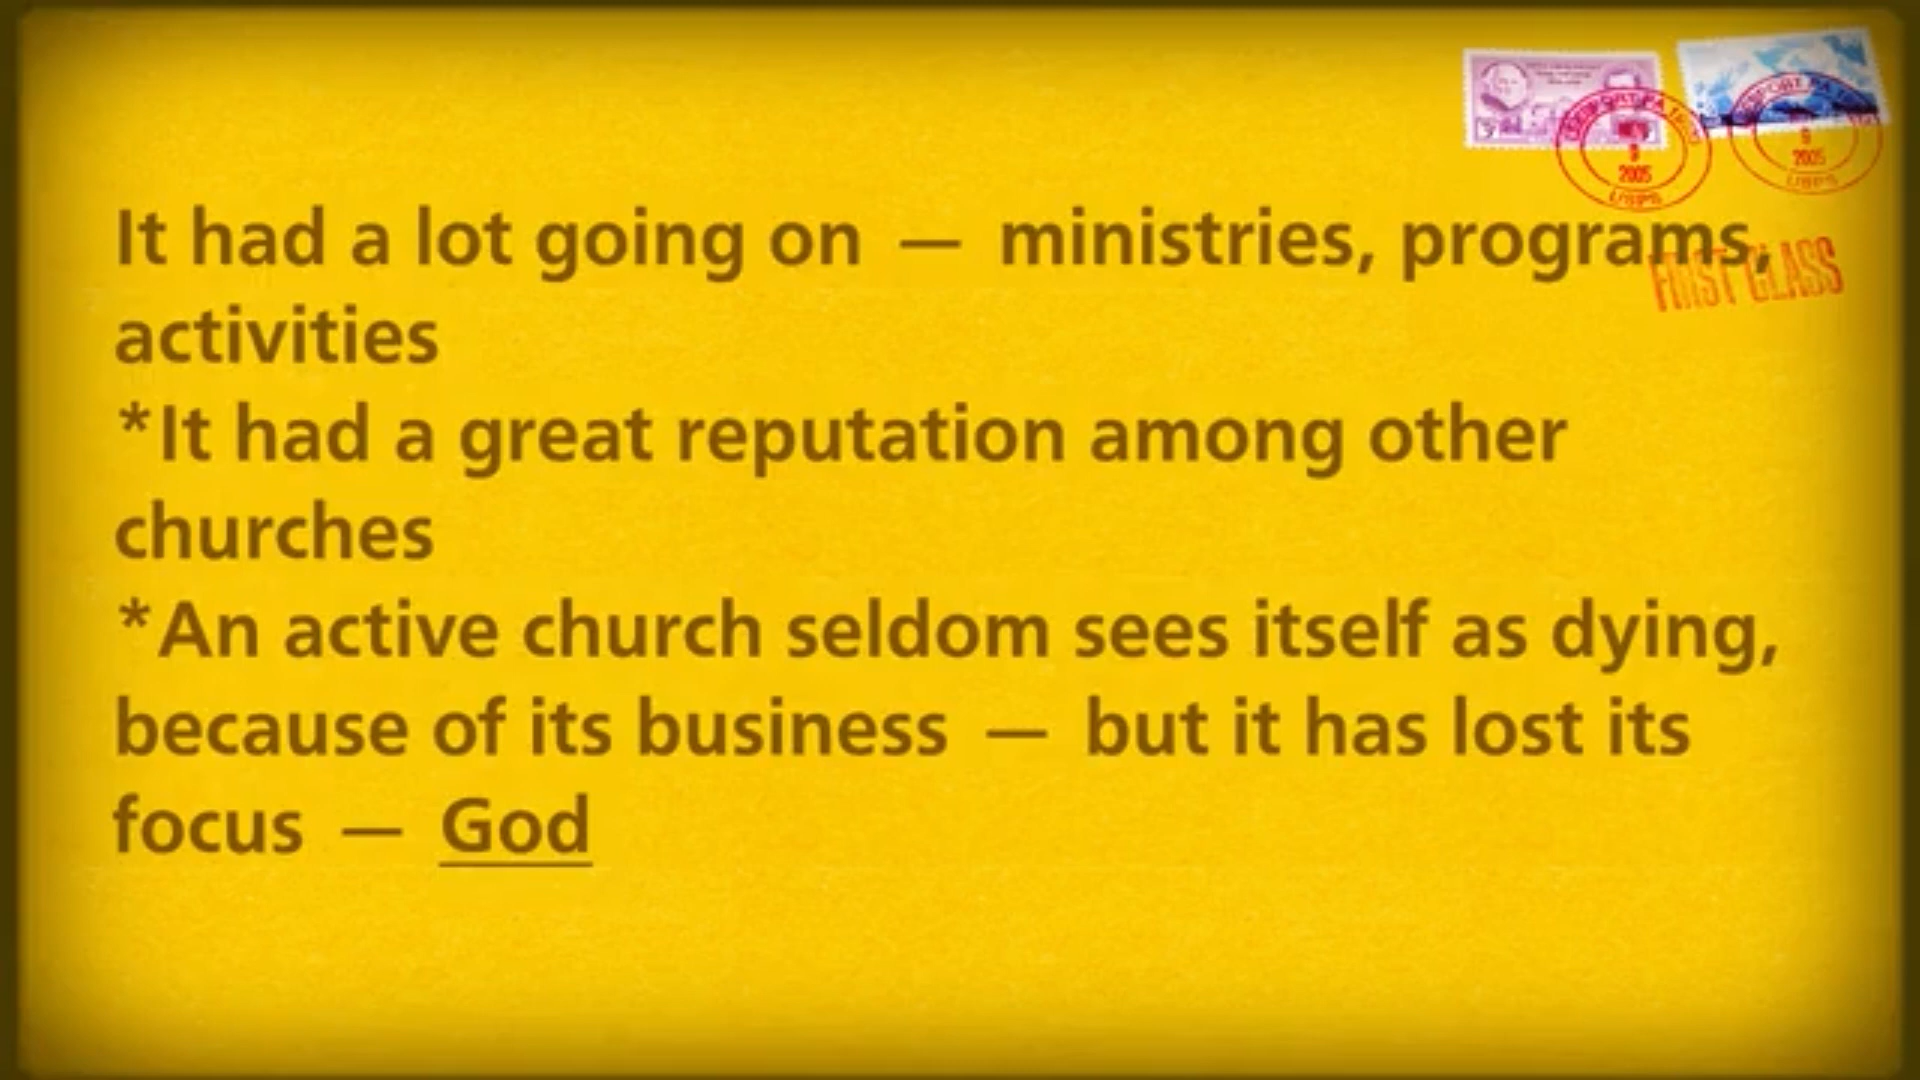 It had a lot going on — ministries, programs,
activities
*It had a great reputation among other
churches
*An active church seldom sees itself as dying,
because of its business — but it has lost its
focus — God
FIRST CLASS
9
2005
USPS
9
2005
USPS